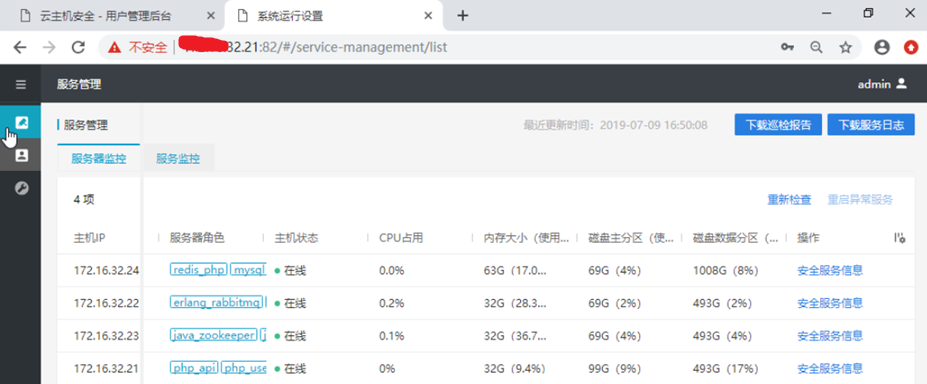 云主机安全 - 用户管理后台
系统运行设置
不安全 32.21:82/#/service-management/list
服务管理 admin
服务管理 最近更新时间：2019-07-09 16:50:08 下载巡检报告 下载服务日志
服务器监控 服务监控
4 项 重新检查 重启异常服务
主机IP 服务器角色 主机状态 CPU占用 内存大小（使用... 磁盘主分区（使... 磁盘数据分区（... 操作
172.16.32.24 redis_php mysql 在线 0.0% 63G（17.0... 69G（4%） 1008G（8%） 安全服务信息
172.16.32.22 erlang_rabbitmq 在线 0.2% 32G（28.3... 69G（2%） 493G（2%） 安全服务信息
172.16.32.23 java_zookeeper 在线 0.1% 32G（36.7... 69G（4%） 493G（4%） 安全服务信息
172.16.32.21 php_api php_use 在线 0% 32G（9.4%） 99G（9%） 493G（17%） 安全服务信息